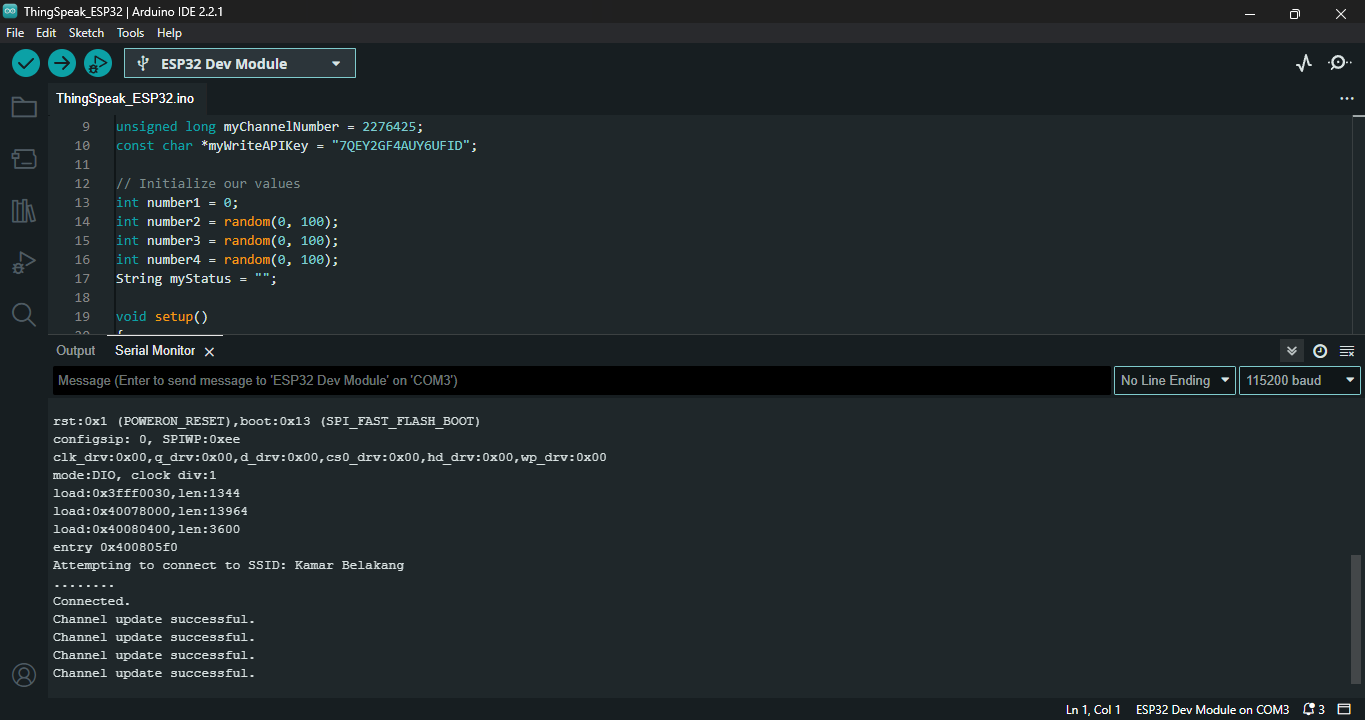 ThingSpeak_ESP32 | Arduino IDE 2.2.1
File Edit Sketch Tools Help
ESP32 Dev Module
ThingSpeak_ESP32.ino
9 unsigned long myChannelNumber = 2276425;
10 const char *myWriteAPIKey = "7QEY2GF4AUY6UFID";
11
12 // Initialize our values
13 int number1 = 0;
14 int number2 = random(0, 100);
15 int number3 = random(0, 100);
16 int number4 = random(0, 100);
17 String myStatus = "";
18
19 void setup()
20 {
Output Serial Monitor
Message (Enter to send message to 'ESP32 Dev Module' on 'COM3') No Line Ending 115200 baud
rst:0x1 (POWERON_RESET),boot:0x13 (SPI_FAST_FLASH_BOOT)
configsip: 0, SPIWP:0xee
clk_drv:0x00,q_drv:0x00,d_drv:0x00,cs0_drv:0x00,hd_drv:0x00,wp_drv:0x00
mode:DIO, clock div:1
load:0x3fff0030,len:1344
load:0x40078000,len:13964
load:0x40080400,len:3600
entry 0x400805f0
Attempting to connect to SSID: Kamar Belakang
........
Connected.
Channel update successful.
Channel update successful.
Channel update successful.
Channel update successful.
Ln 1, Col 1 ESP32 Dev Module on COM3 3